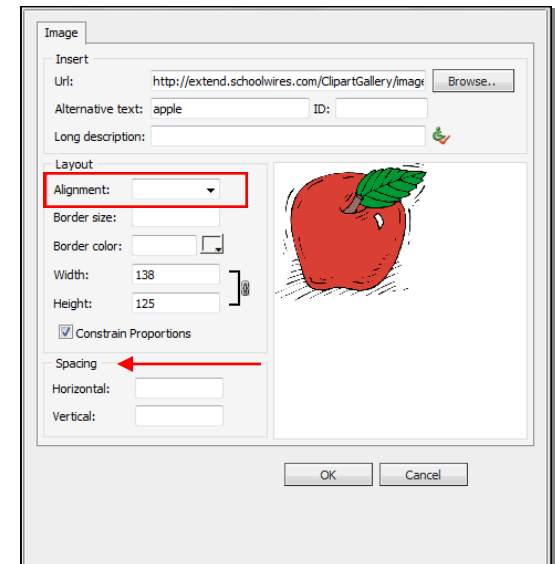 Image
Insert
Url: http://extend.schoolwires.com/ClipartGallery/image Browse..
Alternative text: apple ID:
Long description:
Layout
Alignment:
Border size:
Border color:
Width: 138
Height: 125
Constrain Proportions
Spacing
Horizontal:
Vertical:
OK Cancel